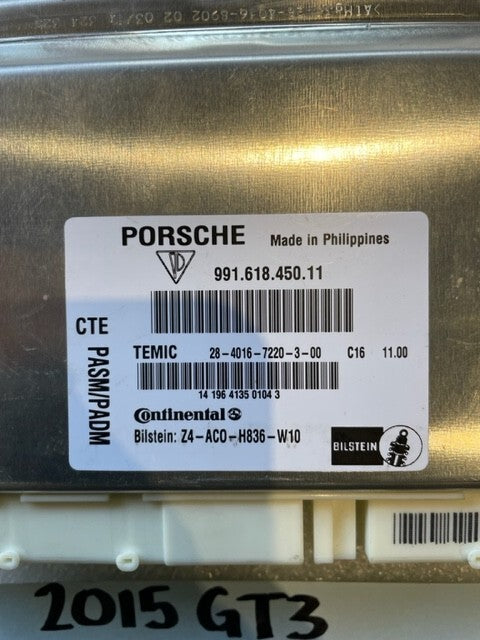 PORSCHE Made in Philippines
991.618.450.11
CTE
PASM/PADM
TEMIC 28-4016-7220-3-00 C16 11.00
14 196 4135 0104 3
Continental
Bilstein: Z4-ACO-H836-W10
BILSTEIN
2015 GT3